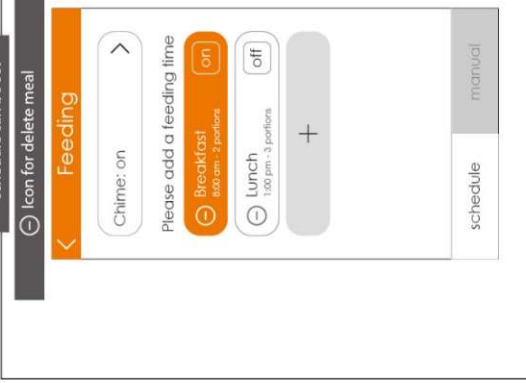 Icon for delete meal
Feeding
Chime: on
Please add a feeding time
Breakfast
8:00 am - 2 portions
on
Lunch
1:00 pm - 3 portions
off
+
schedule
manual